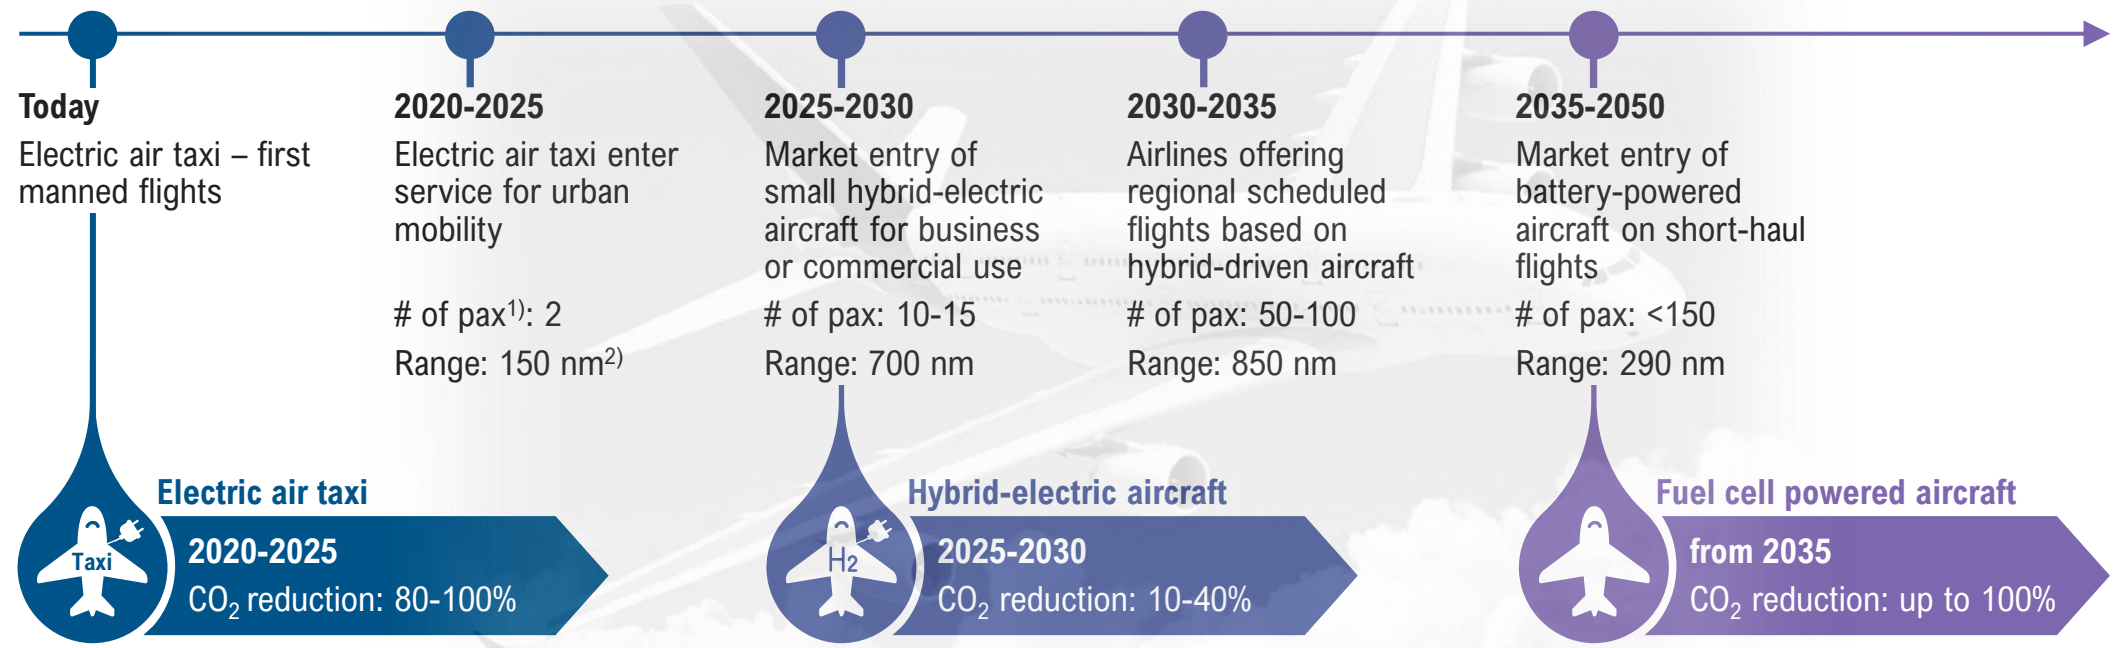 Today
Electric air taxi – first
manned flights
2020-2025
Electric air taxi enter
service for urban
mobility
# of pax1): 2
Range: 150 nm2)
2025-2030
Market entry of
small hybrid-electric
aircraft for business
or commercial use
# of pax: 10-15
Range: 700 nm
2030-2035
Airlines offering
regional scheduled
flights based on
hybrid-driven aircraft
# of pax: 50-100
Range: 850 nm
2035-2050
Market entry of
battery-powered
aircraft on short-haul
flights
# of pax: <150
Range: 290 nm
Taxi
Electric air taxi
2020-2025
CO2 reduction: 80-100%
H2
Hybrid-electric aircraft
2025-2030
CO2 reduction: 10-40%
Fuel cell powered aircraft
from 2035
CO2 reduction: up to 100%